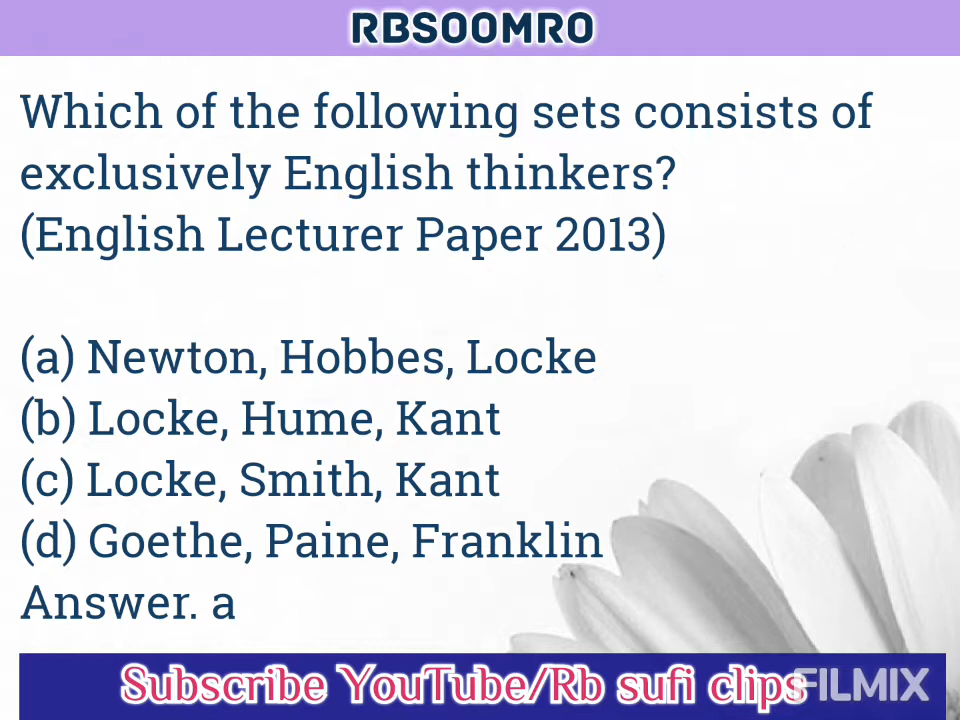 RBSOOMRO
Which of the following sets consists of
exclusively English thinkers?
(English Lecturer Paper 2013)
(a) Newton, Hobbes, Locke
(b) Locke, Hume, Kant
(c) Locke, Smith, Kant
(d) Goethe, Paine, Franklin
Answer. a
Subscribe YouTube/Rb sufi clips
FILMIX